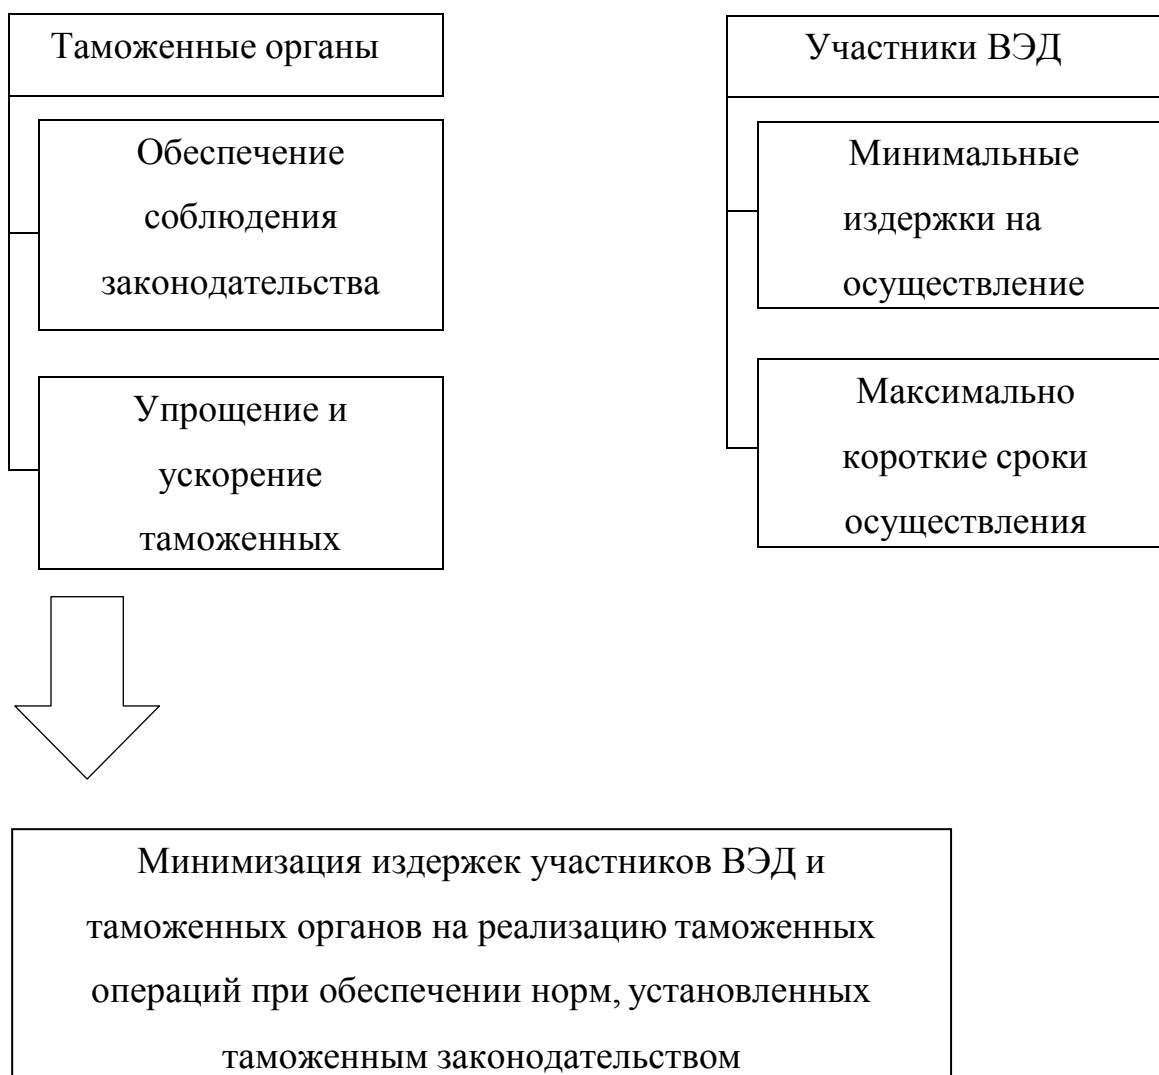 Таможенные органы
Обеспечение
соблюдения
законодательства
Упрощение и
ускорение
таможенных
Участники ВЭД
Минимальные
издержки на
осуществление
Максимально
короткие сроки
осуществления
Минимизация издержек участников ВЭД и
таможенных органов на реализацию таможенных
операций при обеспечении норм, установленных
таможенным законодательством